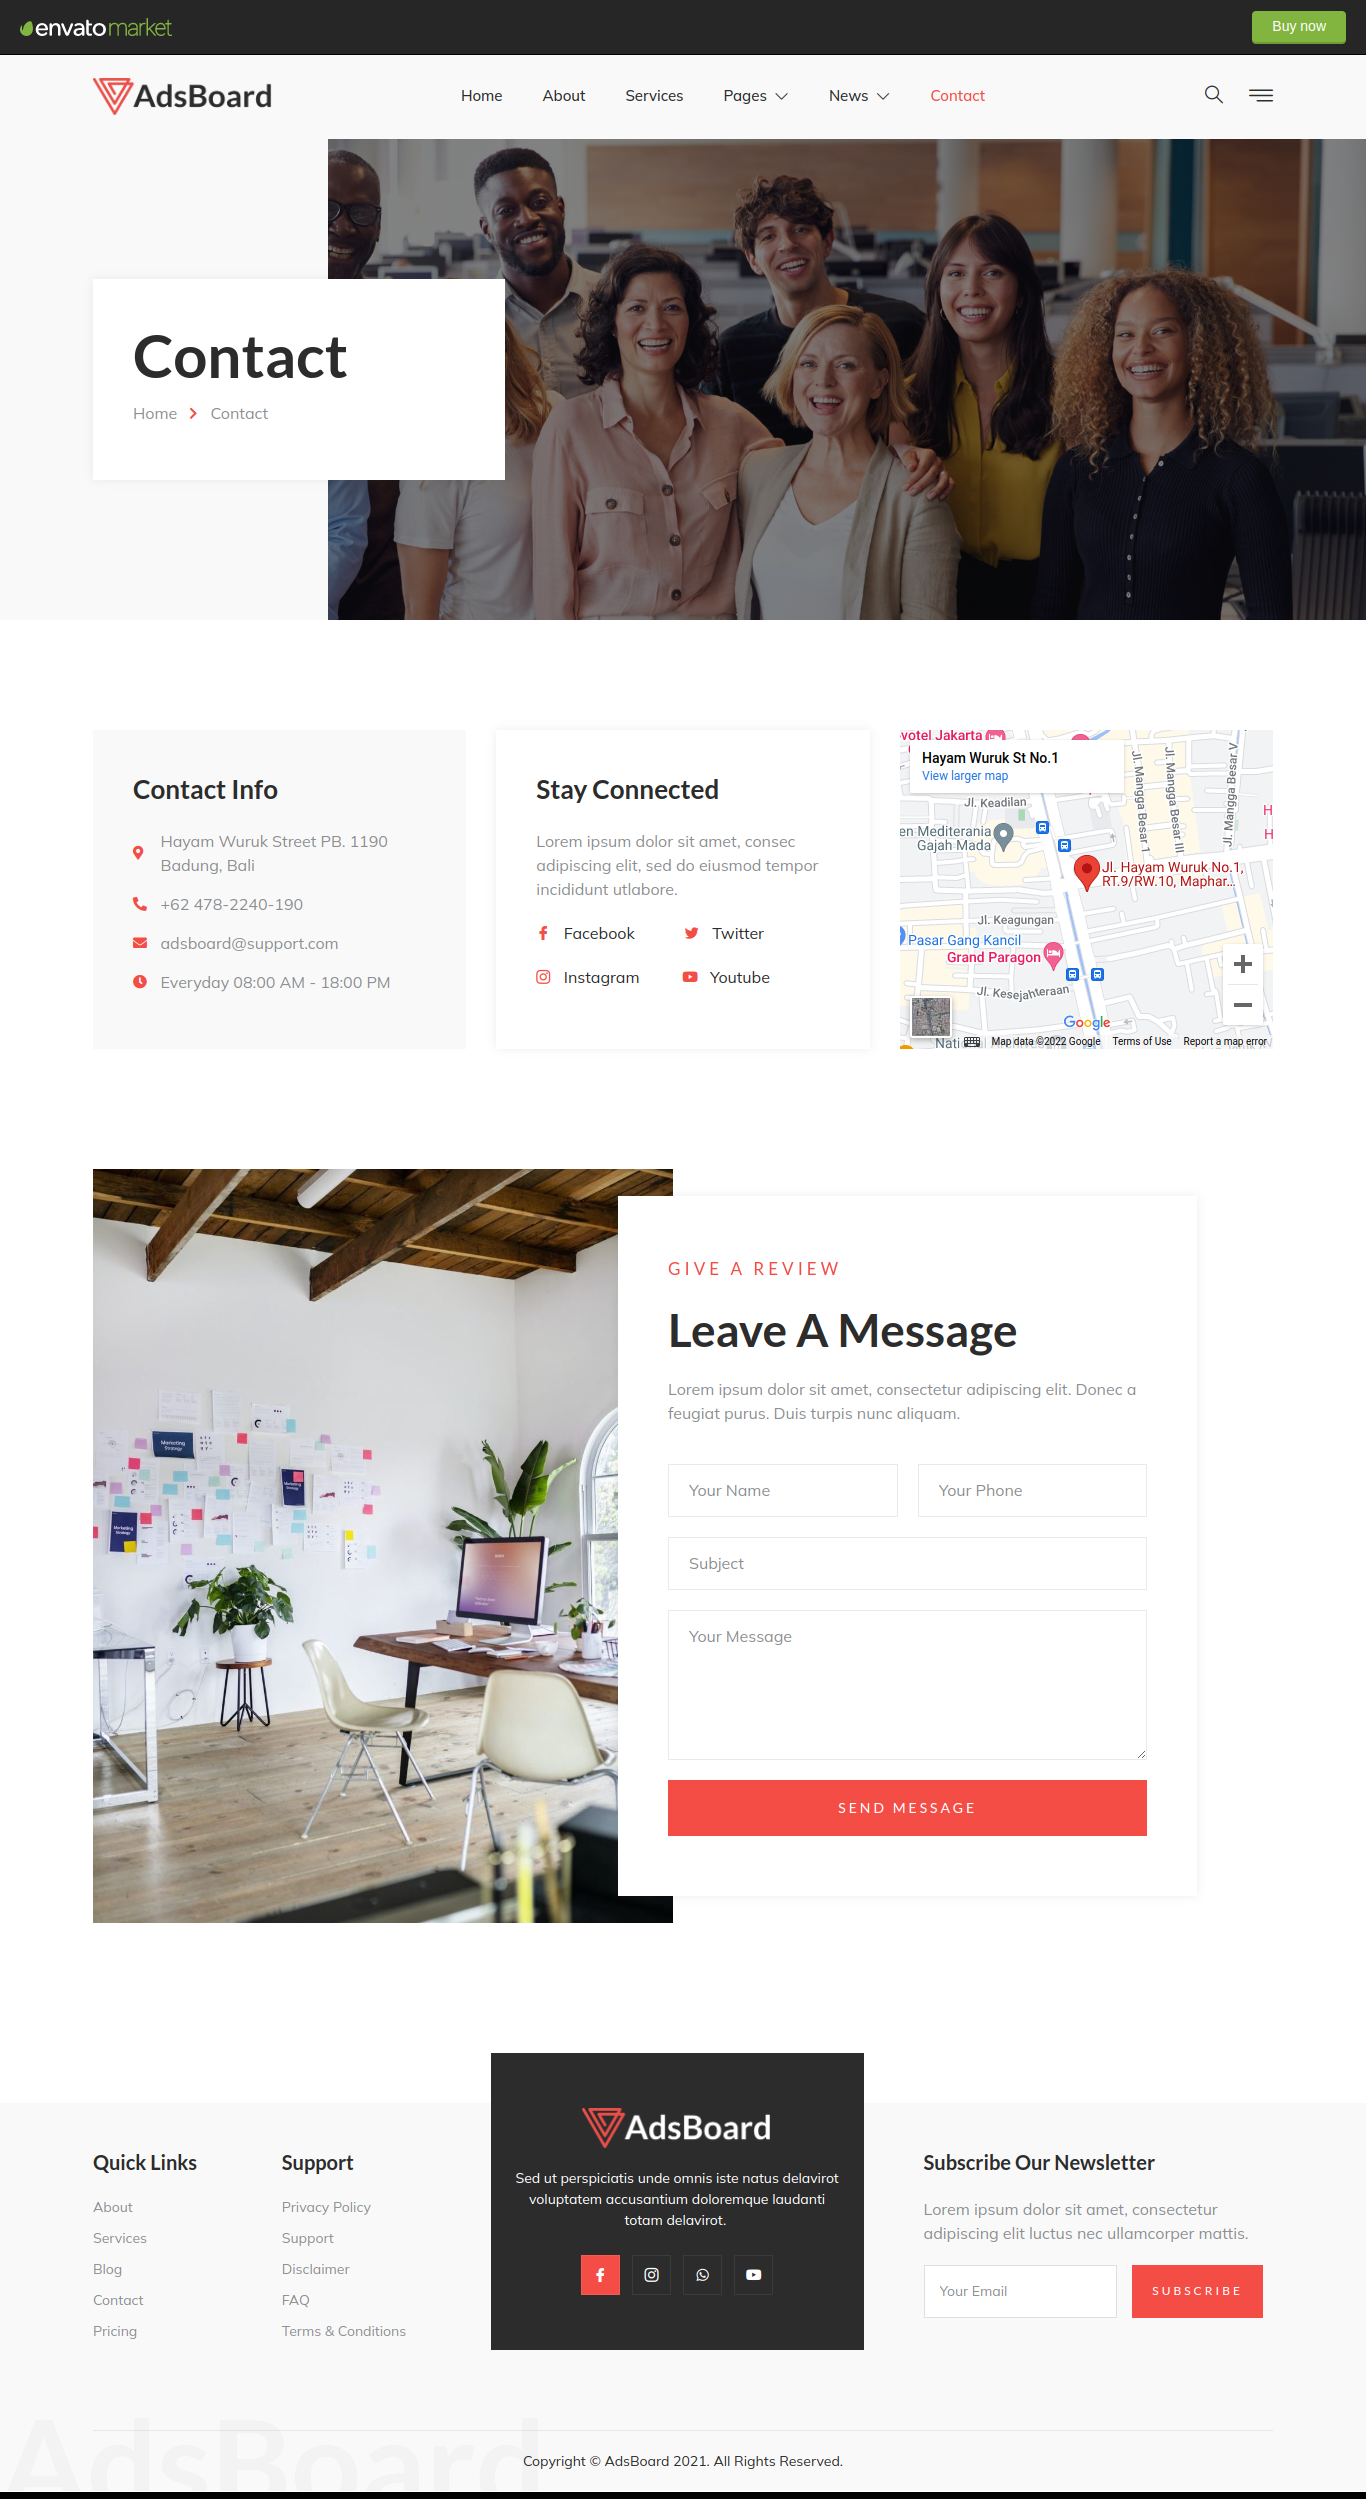 envato market
Buy now
AdsBoard
Home
About
Services
Pages
News
Contact
Contact
Home
Contact
Contact Info
Hayam Wuruk Street PB. 1190
Badung, Bali
+62 478-2240-190
adsboard@support.com
Everyday 08:00 AM - 18:00 PM
Stay Connected
Lorem ipsum dolor sit amet, consec
adipiscing elit, sed do eiusmod tempor
incididunt utlabore.
Facebook
Twitter
Instagram
Youtube
votel Jakarta
Hayam Wuruk St No.1
View larger map
Jl. Keadilan
en Mediterania
Gajah Mada
Jl. Mangga Besar 1
Jl. Mangga Besar III
Jl. Mangga Besar V
H
H
Jl. Hayam Wuruk No.1,
RT.9/RW.10, Maphar...
Jl. Keagungan
Pasar Gang Kancil
Grand Paragon
Jl. Kesejahteraan
Google
Map data ©2022 Google
Terms of Use
Report a map error
Marketing
Strategy
Marketing
Strategy
Marketing
Strategy
GIVE A REVIEW
Leave A Message
Lorem ipsum dolor sit amet, consectetur adipiscing elit. Donec a
feugiat purus. Duis turpis nunc aliquam.
Your Name
Your Phone
Subject
Your Message
SEND MESSAGE
Quick Links
About
Services
Blog
Contact
Pricing
Support
Privacy Policy
Support
Disclaimer
FAQ
Terms & Conditions
AdsBoard
Sed ut perspiciatis unde omnis iste natus delavirot
voluptatem accusantium doloremque laudanti
totam delavirot.
Subscribe Our Newsletter
Lorem ipsum dolor sit amet, consectetur
adipiscing elit luctus nec ullamcorper mattis.
Your Email
SUBSCRIBE
AdsBoard
Copyright © AdsBoard 2021. All Rights Reserved.